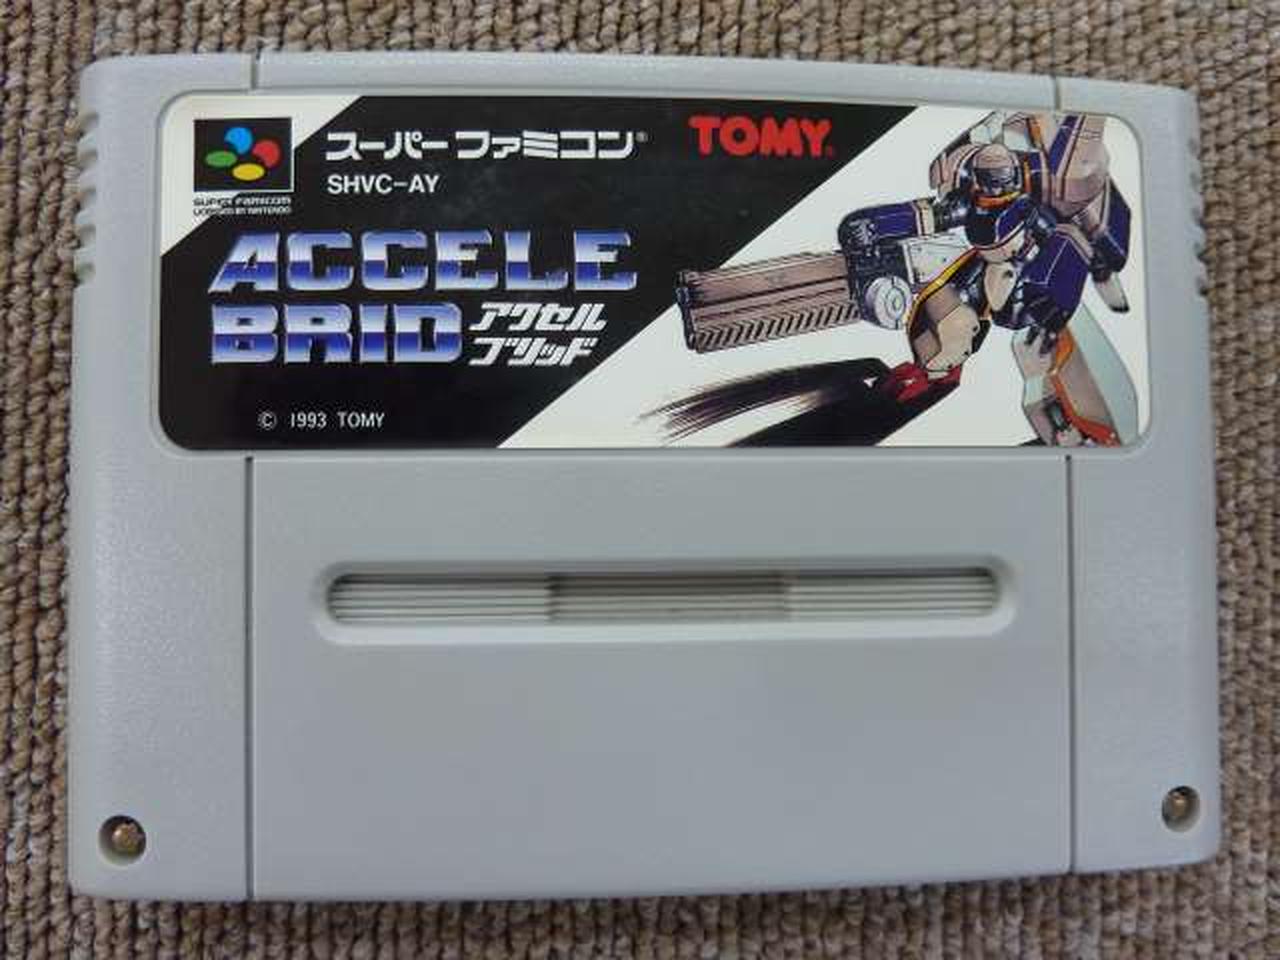 スーパーファミコン®
TOMY®
SHVC-AY
SUPER FAMICOM
LICENSED BY NINTENDO
ACCELE
BRID
アクセル
ブリッド
© 1993 TOMY